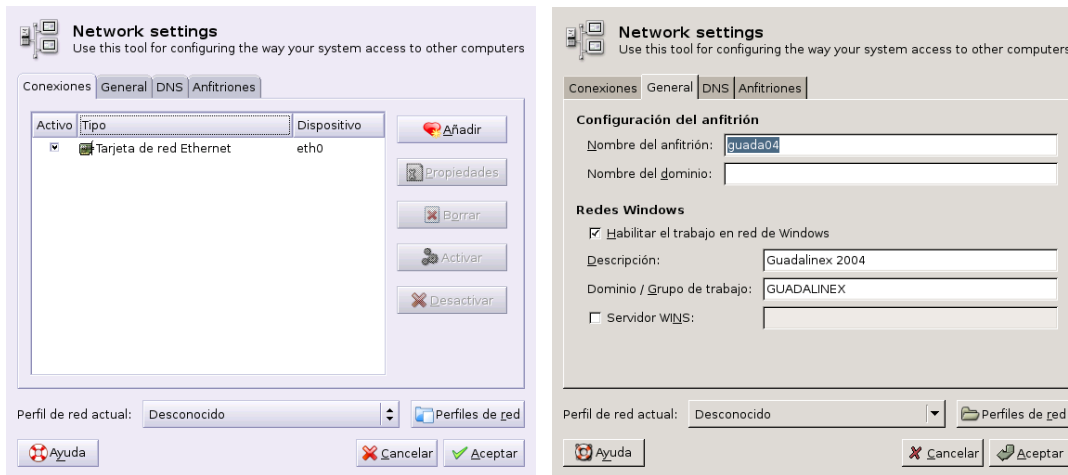 Network settings
Use this tool for configuring the way your system access to other computers
Conexiones General DNS Anfitriones
Activo Tipo Dispositivo
Tarjeta de red Ethernet eth0
Añadir
Propiedades
Borrar
Activar
Desactivar
Perfil de red actual: Desconocido Perfiles de red
Ayuda Cancelar Aceptar
Network settings
Use this tool for configuring the way your system access to other computers
Conexiones General DNS Anfitriones
Configuración del anfitrión
Nombre del anfitrión: guada04
Nombre del dominio:
Redes Windows
Habilitar el trabajo en red de Windows
Descripción: Guadalinex 2004
Dominio / Grupo de trabajo: GUADALINEX
Servidor WINS:
Perfil de red actual: Desconocido Perfiles de red
Ayuda Cancelar Aceptar